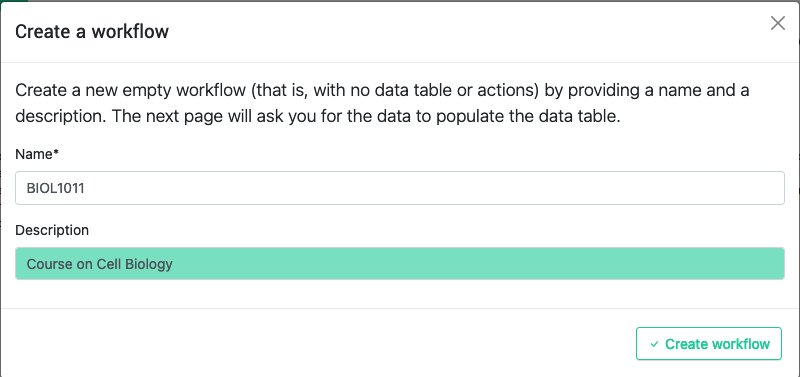 Create a workflow
Create a new empty workflow (that is, with no data table or actions) by providing a name and a
description. The next page will ask you for the data to populate the data table.
Name*
BIOL1011
Description
Course on Cell Biology
Create workflow